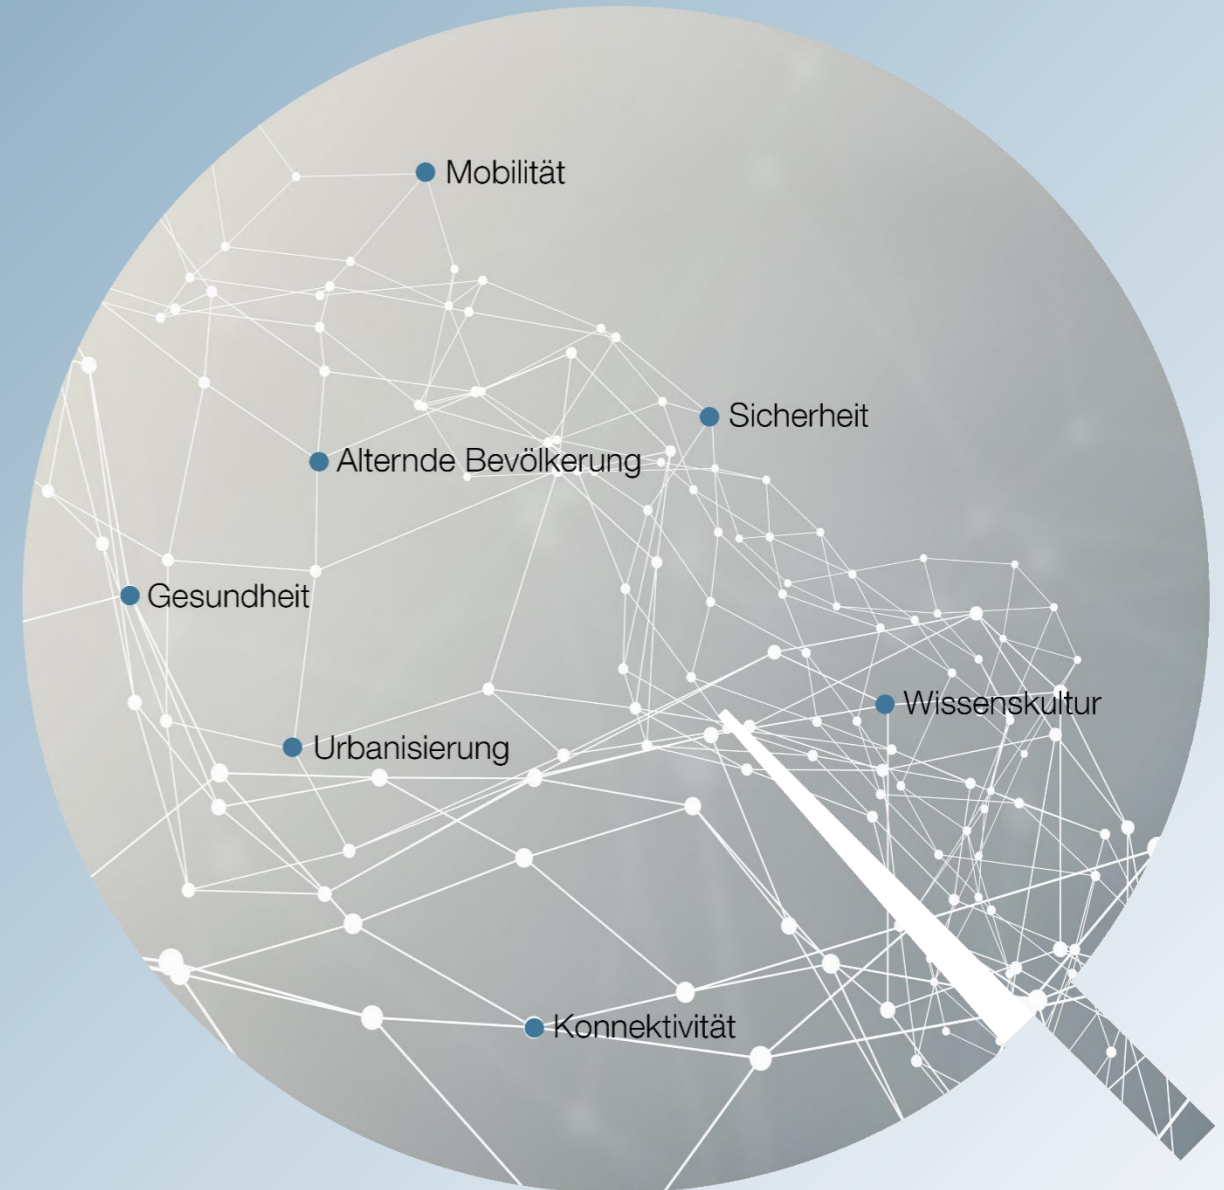 Mobilität
Sicherheit
Alternde Bevölkerung
Gesundheit
Wissenskultur
Urbanisierung
Konnektivität